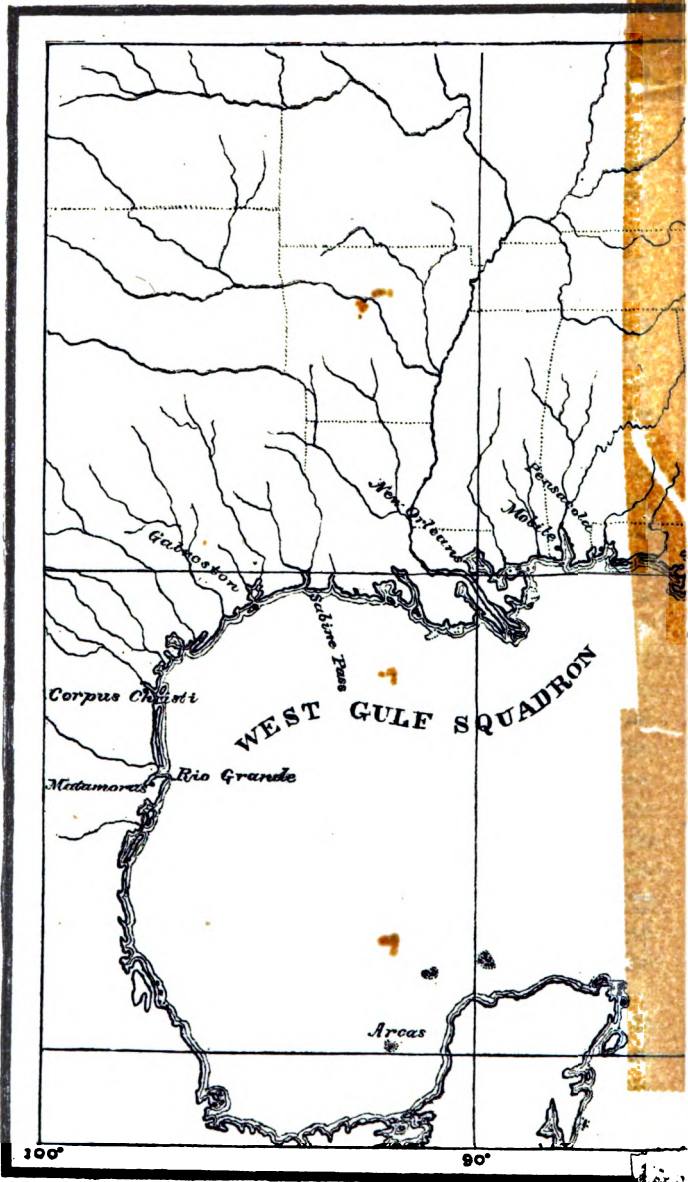 New Orleans
Pensacola
Mobile
Galveston
Sabine Pass
WEST GULF SQUADRON
Corpus Christi
Matamoras
Rio Grande
Arcas
100°
90°